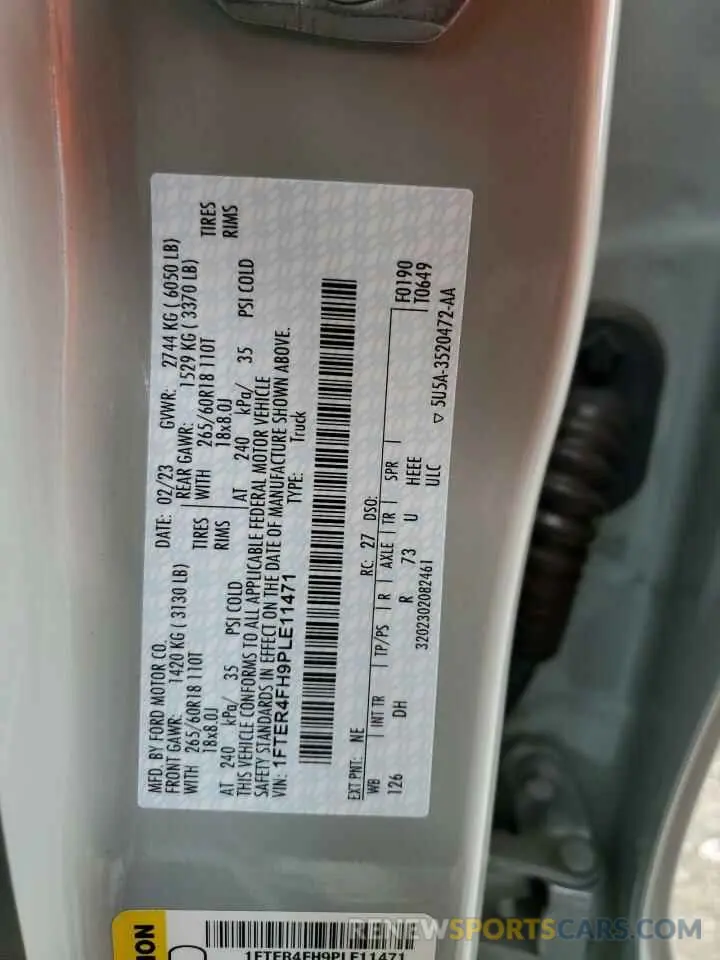 MFD. BY FORD MOTOR CO.
DATE: 02/23 GVWR: 2744 KG ( 6050 LB)
FRONT GAWR: 1420 KG ( 3130 LB) REAR GAWR: 1529 KG ( 3370 LB)
WITH 265/60R18 110T TIRES WITH 265/60R18 110T TIRES
18x8.0J RIMS 18x8.0J RIMS
AT 240 kPa/ 35 PSI COLD AT 240 kPa/ 35 PSI COLD
THIS VEHICLE CONFORMS TO ALL APPLICABLE FEDERAL MOTOR VEHICLE
SAFETY STANDARDS IN EFFECT ON THE DATE OF MANUFACTURE SHOWN ABOVE.
VIN: 1FTER4FH9PLE11471 TYPE: Truck
EXT PNT: NE RC: 27 DSO:
WB INT TR TP/PS R AXLE TR SPR F0190
126 DH R 73 U HEEE T0649
3202302082461 ULC ▽ 5U5A-3520472-AA
1FTER4FH9PLE11471
RENEWSPORTSCARS.COM